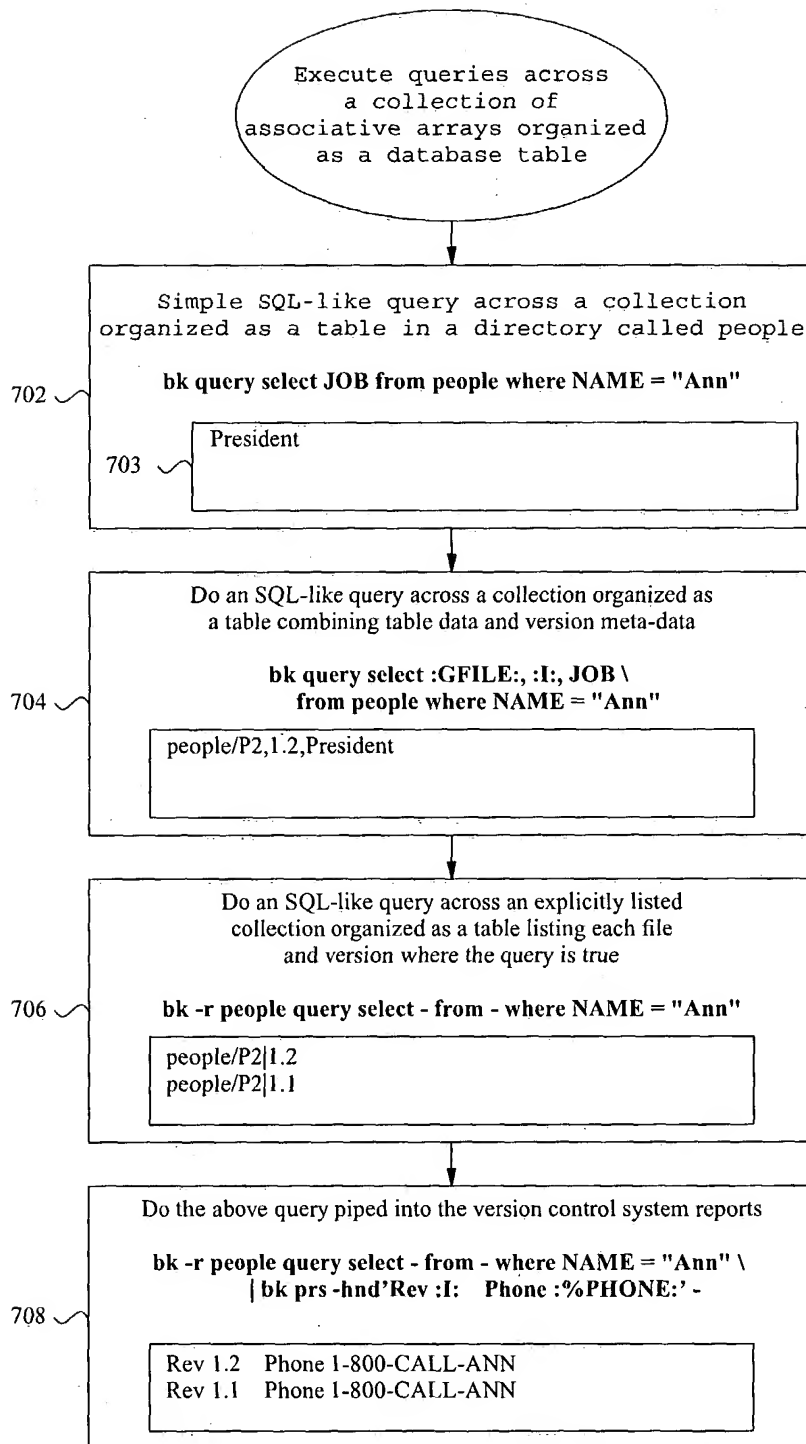 Execute queries across
a collection of
associative arrays organized
as a database table
Simple SQL-like query across a collection
organized as a table in a directory called people
bk query select JOB from people where NAME = "Ann"
702
President
703
Do an SQL-like query across a collection organized as
a table combining table data and version meta-data
bk query select :GFILE:, :I:, JOB \
from people where NAME = "Ann"
704
people/P2,1.2,President
Do an SQL-like query across an explicitly listed
collection organized as a table listing each file
and version where the query is true
bk -r people query select - from - where NAME = "Ann"
706
people/P2|1.2
people/P2|1.1
Do the above query piped into the version control system reports
bk -r people query select - from - where NAME = "Ann" \
| bk prs -hnd'Rev :I: Phone :%PHONE:' -
708
Rev 1.2 Phone 1-800-CALL-ANN
Rev 1.1 Phone 1-800-CALL-ANN